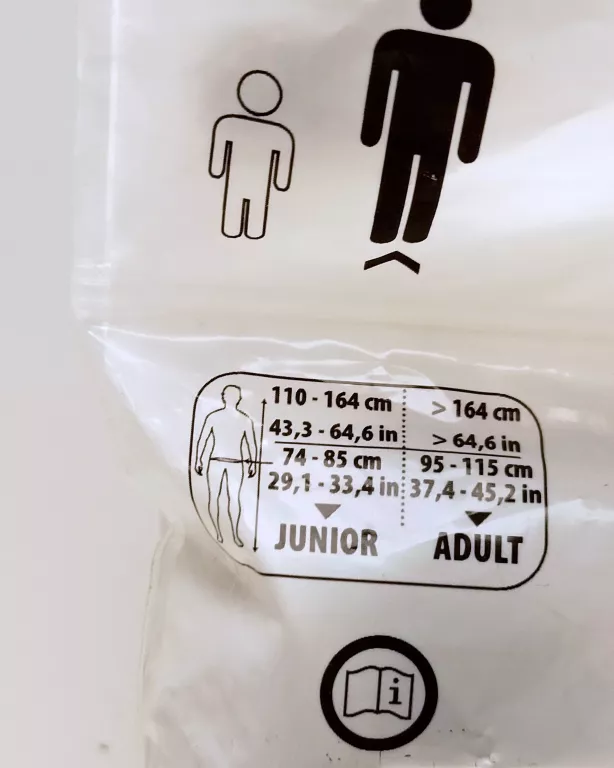 110 - 164 cm
43,3 - 64,6 in
74 - 85 cm
29,1 - 33,4 in
JUNIOR
> 164 cm
> 64,6 in
95 - 115 cm
37,4 - 45,2 in
ADULT
i